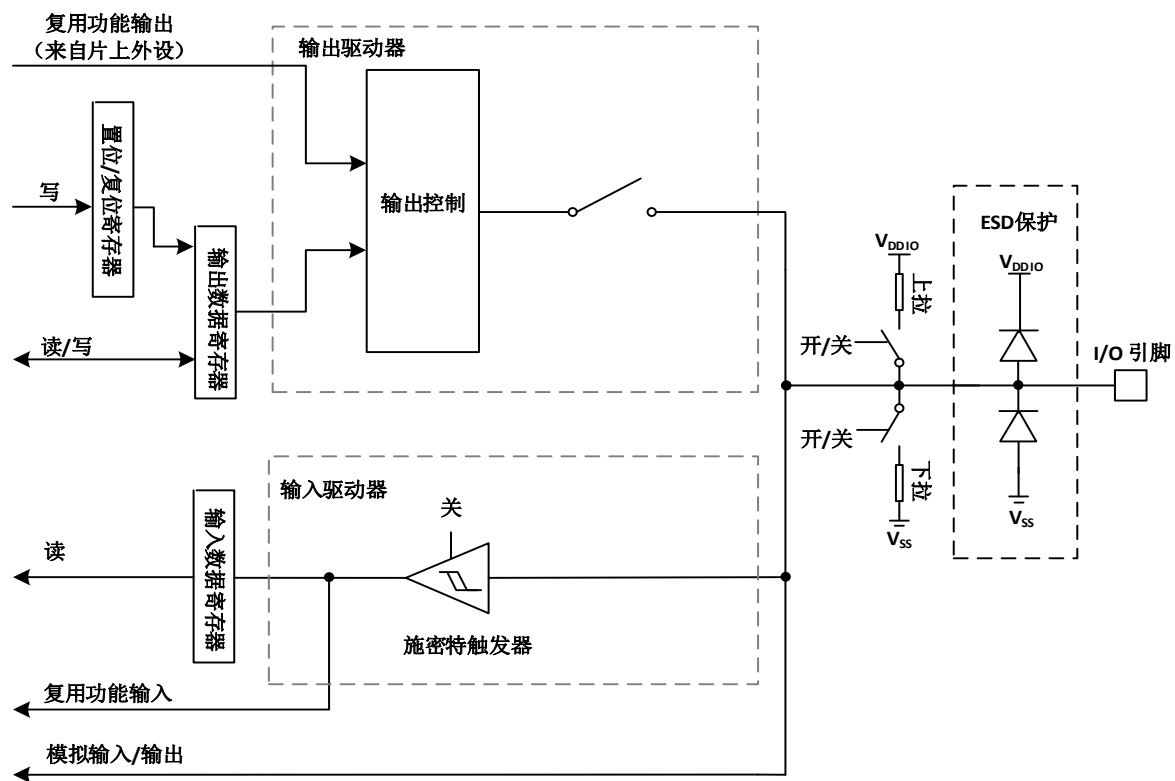 复用功能输出
（来自片上外设）
输出驱动器
置位/复位寄存器
写
输出控制
输出数据寄存器
读/写
ESD保护
VDDIO
VDDIO
上拉
开/关
I/O 引脚
开/关
下拉
VSS
VSS
输入驱动器
关
输入数据寄存器
读
施密特触发器
复用功能输入
模拟输入/输出